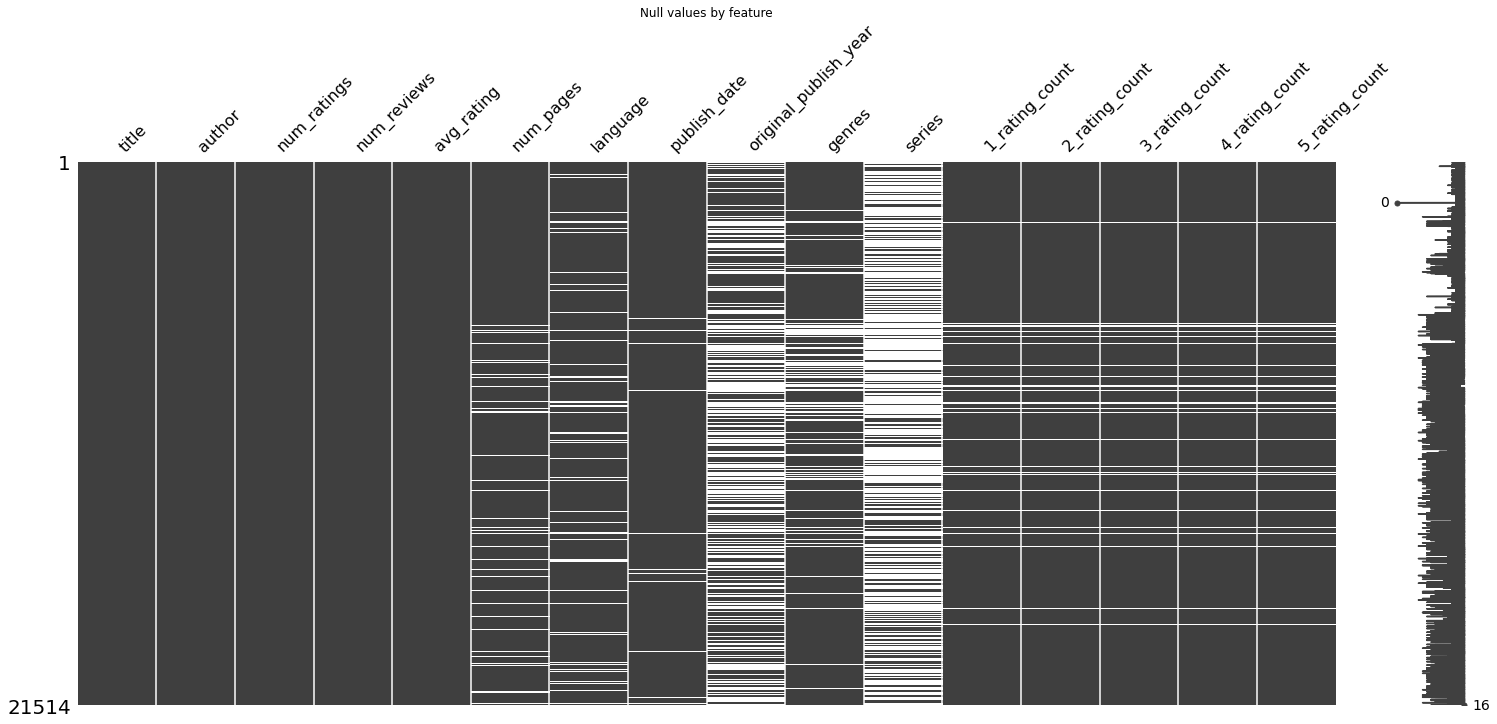 Null values by feature
title
author
num_ratings
num_reviews
avg_rating
num_pages
language
publish_date
original_publish_year
genres
series
1_rating_count
2_rating_count
3_rating_count
4_rating_count
5_rating_count
1
0
21514
16